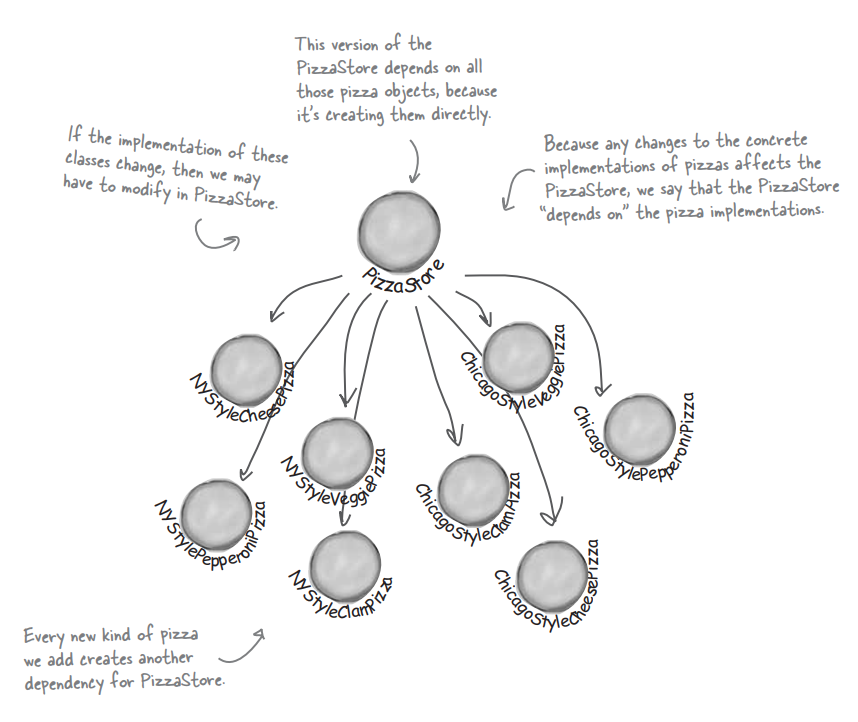 This version of the
PizzaStore depends on all
those pizza objects, because
it's creating them directly.
If the implementation of these
classes change, then we may
have to modify in PizzaStore.
Because any changes to the concrete
implementations of pizzas affects the
PizzaStore, we say that the PizzaStore
“depends on” the pizza implementations.
PizzaStore
NYStyleCheesePizza
ChicagoStyleVeggiePizza
ChicagoStylePepperoniPizza
NYStyleVeggiePizza
ChicagoStyleClamPizza
NYStylePepperoniPizza
NYStyleClamPizza
ChicagoStyleCheesePizza
Every new kind of pizza
we add creates another
dependency for PizzaStore.